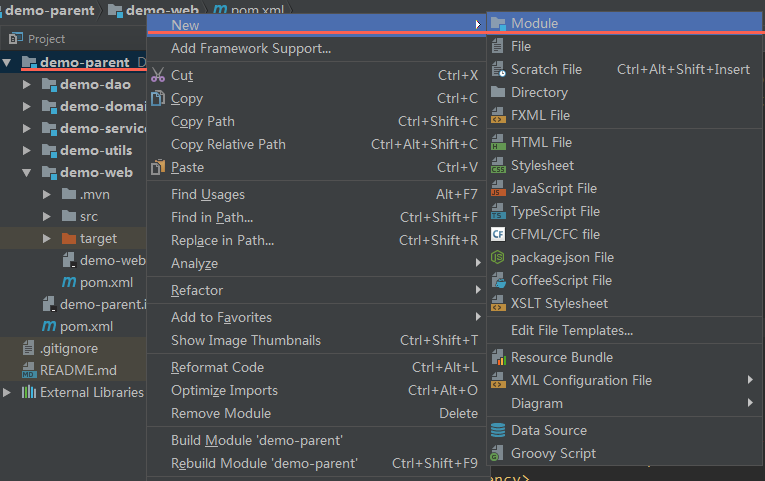 demo-parent demo-web pom.xml
Project
demo-parent D
demo-dao
demo-domai
demo-service
demo-utils
demo-web
.mvn
src
target
demo-web
pom.xml
demo-parent.i
pom.xml
.gitignore
README.md
External Libraries
New
Add Framework Support...
Cut Ctrl+X
Copy Ctrl+C
Copy Path Ctrl+Shift+C
Copy Relative Path Ctrl+Alt+Shift+C
Paste Ctrl+V
Find Usages Alt+F7
Find in Path... Ctrl+Shift+F
Replace in Path... Ctrl+Shift+R
Analyze
Refactor
Add to Favorites
Show Image Thumbnails Ctrl+Shift+T
Reformat Code Ctrl+Alt+L
Optimize Imports Ctrl+Alt+O
Remove Module Delete
Build Module 'demo-parent'
Rebuild Module 'demo-parent' Ctrl+Shift+F9
Module
File
Scratch File Ctrl+Alt+Shift+Insert
Directory
FXML File
HTML File
Stylesheet
JavaScript File
TypeScript File
CFML/CFC file
package.json File
CoffeeScript File
XSLT Stylesheet
Edit File Templates...
Resource Bundle
XML Configuration File
Diagram
Data Source
Groovy Script